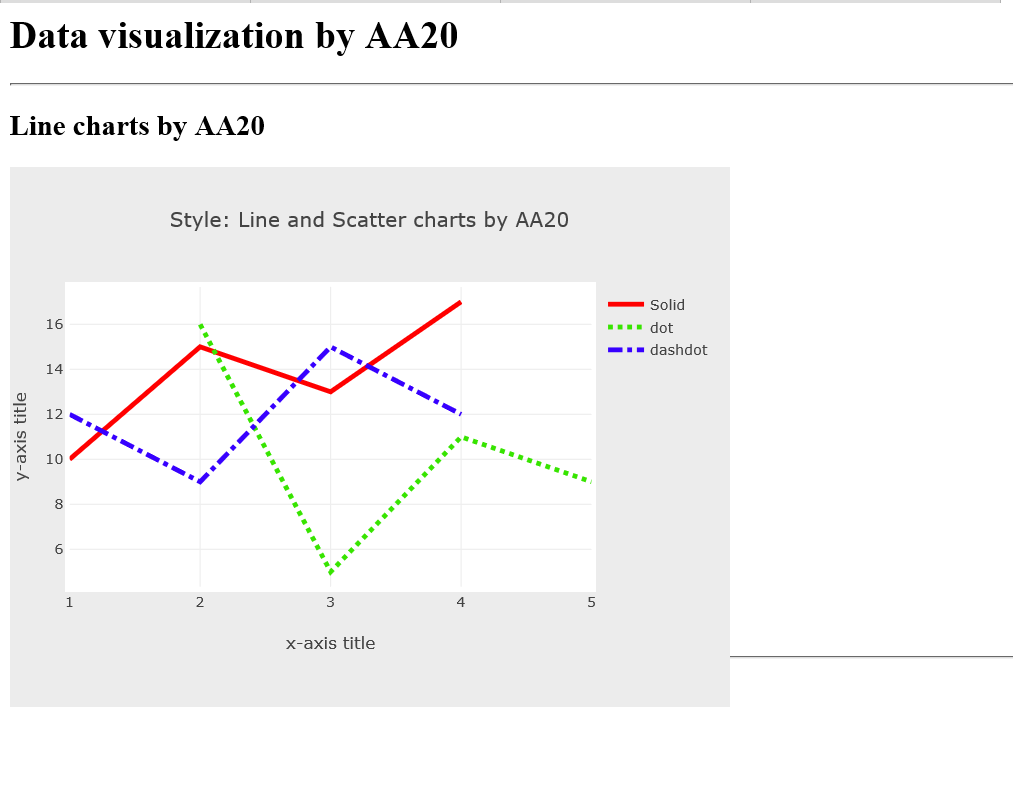 Data visualization by AA20
Line charts by AA20
Style: Line and Scatter charts by AA20
Solid
dot
dashdot
16
14
12
10
8
6
y-axis title
1 2 3 4 5
x-axis title